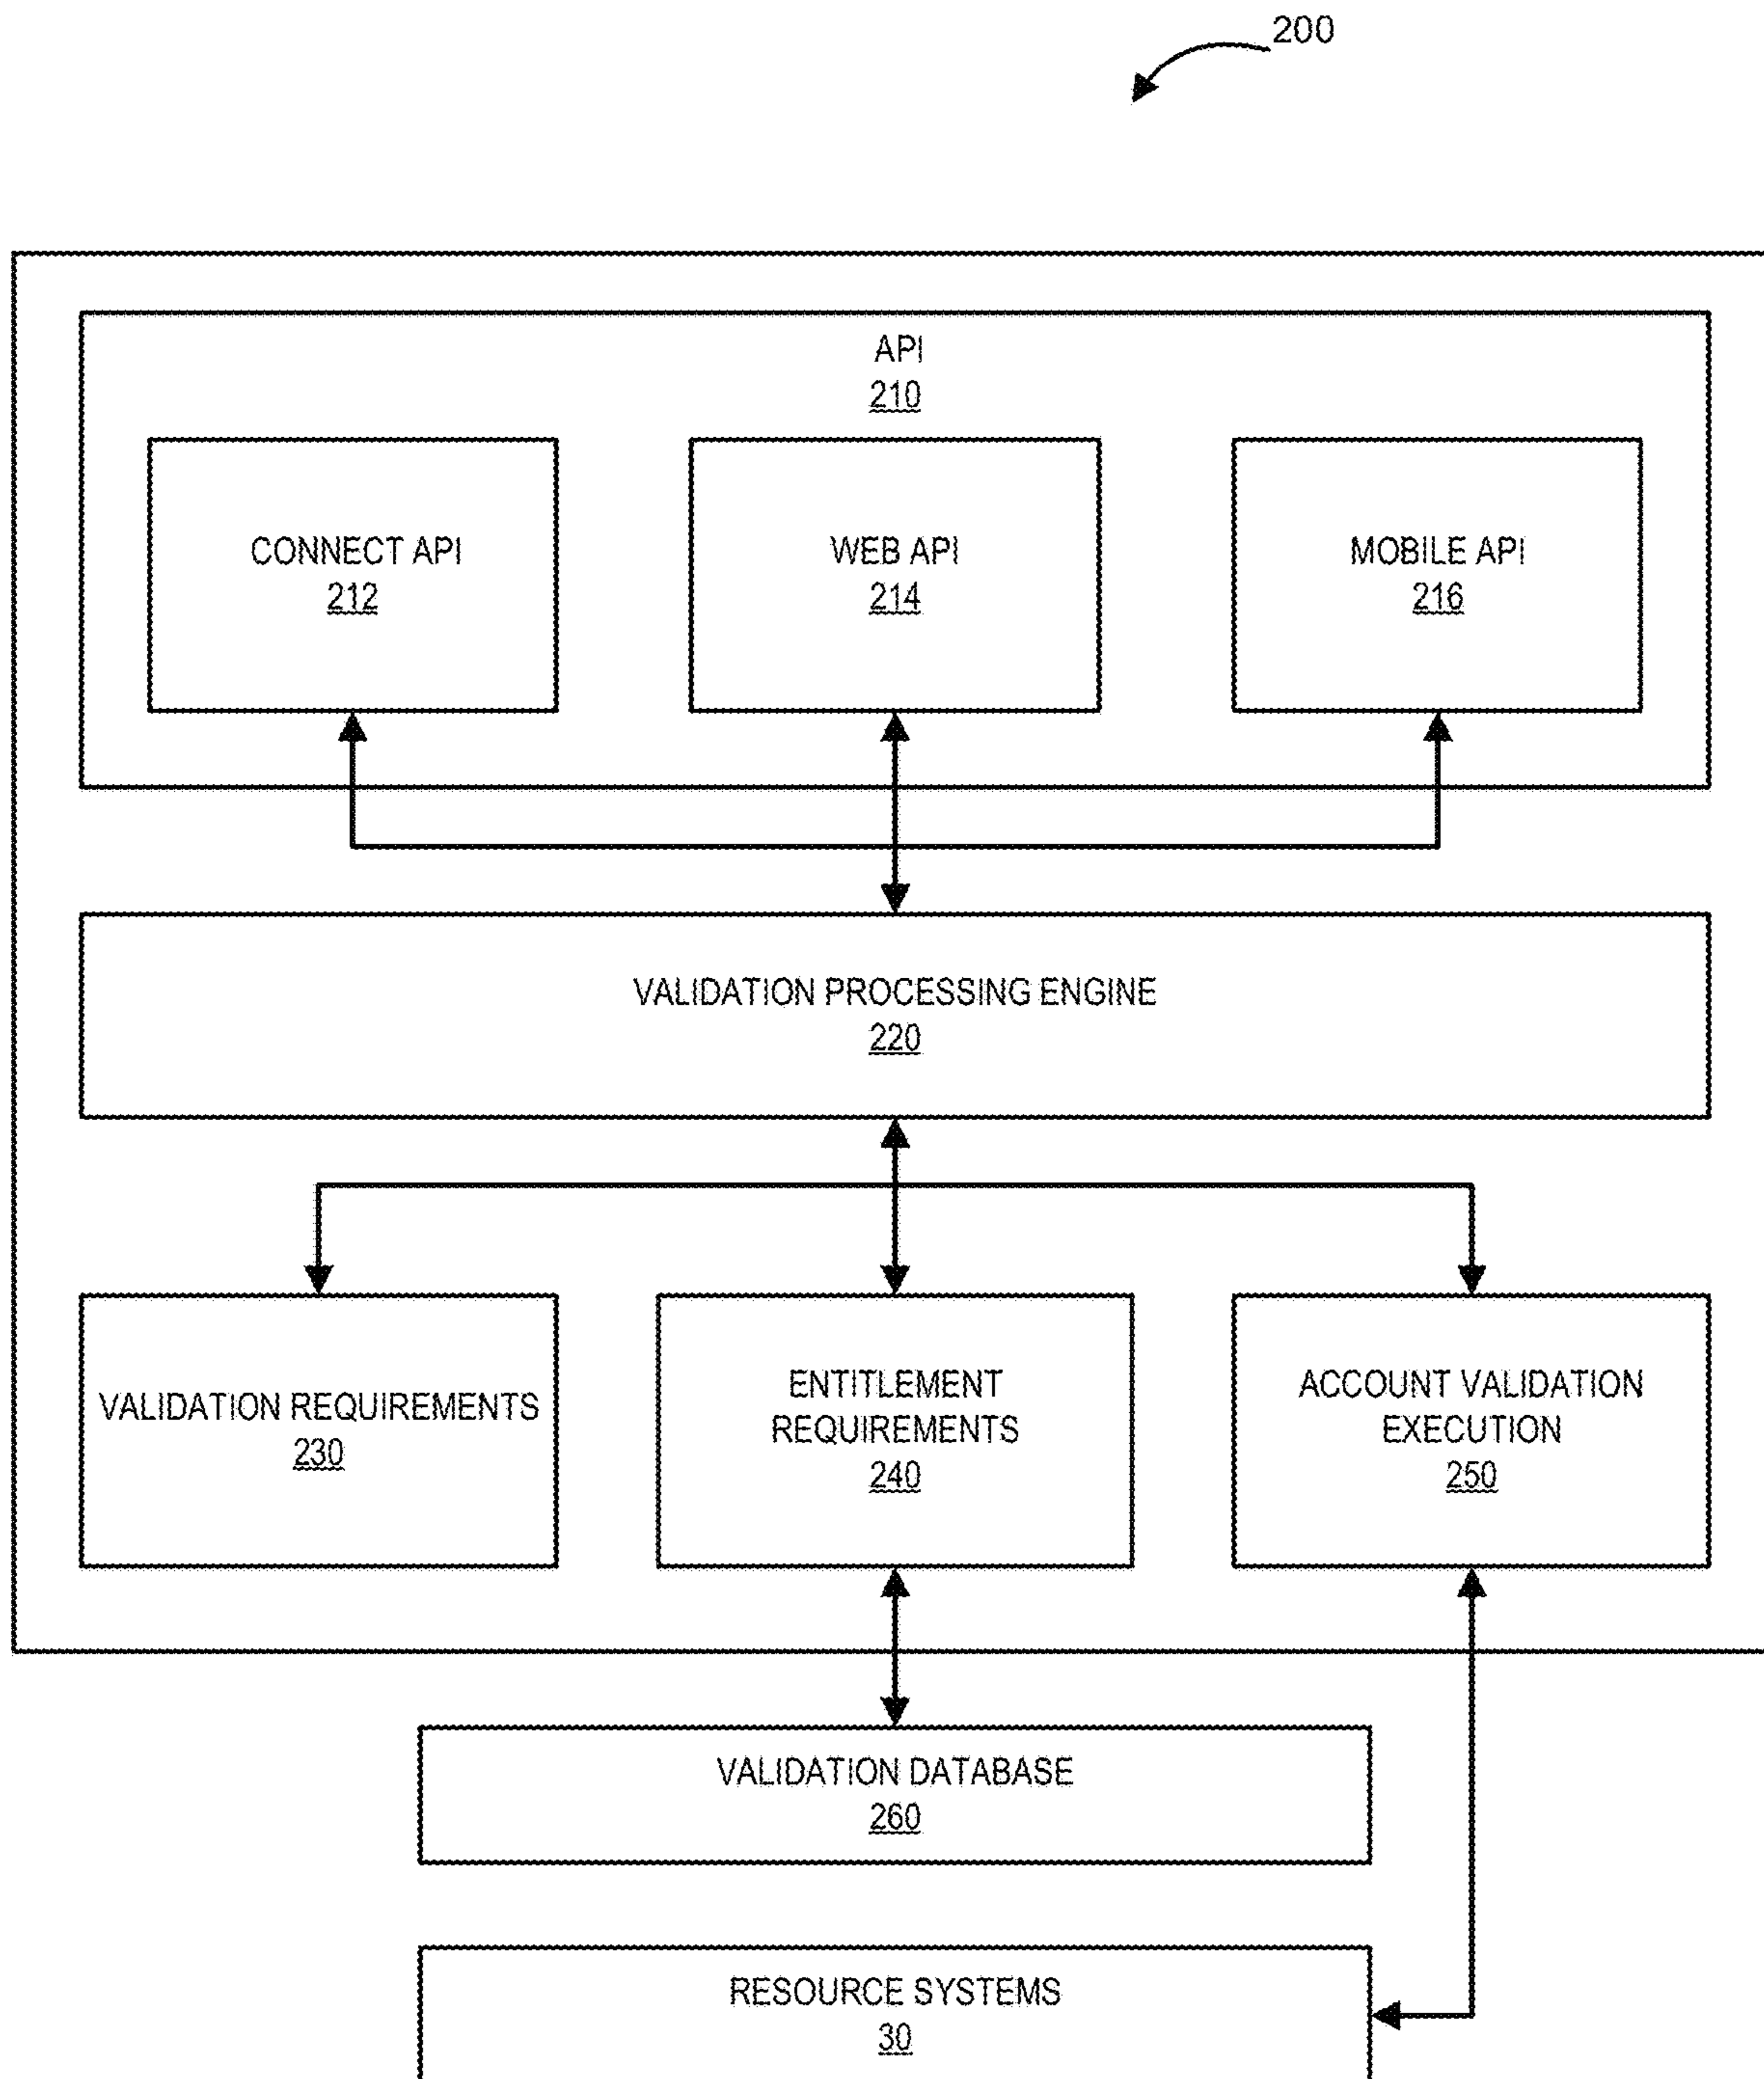 200
API
210
CONNECT API
212
WEB API
214
MOBILE API
216
VALIDATION PROCESSING ENGINE
220
VALIDATION REQUIREMENTS
230
ENTITLEMENT
REQUIREMENTS
240
ACCOUNT VALIDATION
EXECUTION
250
VALIDATION DATABASE
260
RESOURCE SYSTEMS
30